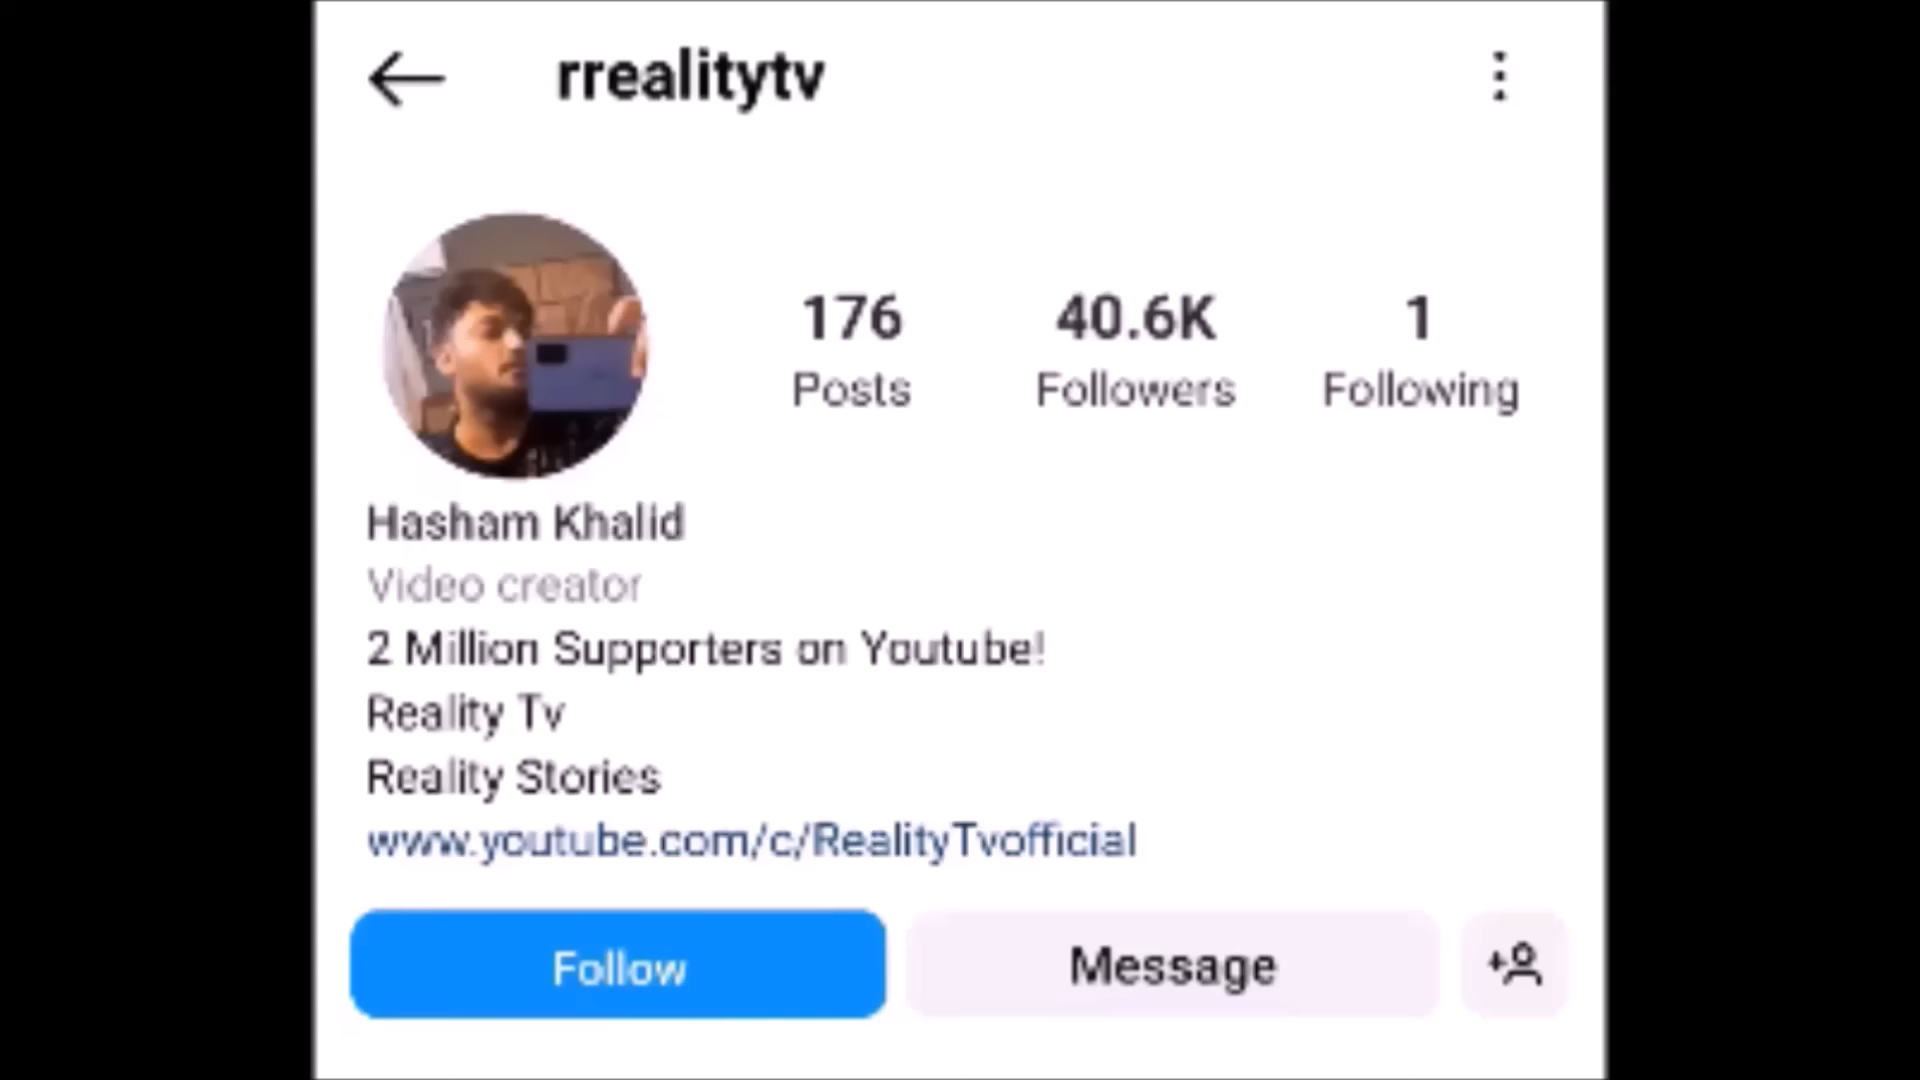 rrealitytv
176 40.6K 1
Posts Followers Following
Hasham Khalid
Video creator
2 Million Supporters on Youtube!
Reality Tv
Reality Stories
www.youtube.com/c/RealityTvofficial
Follow Message